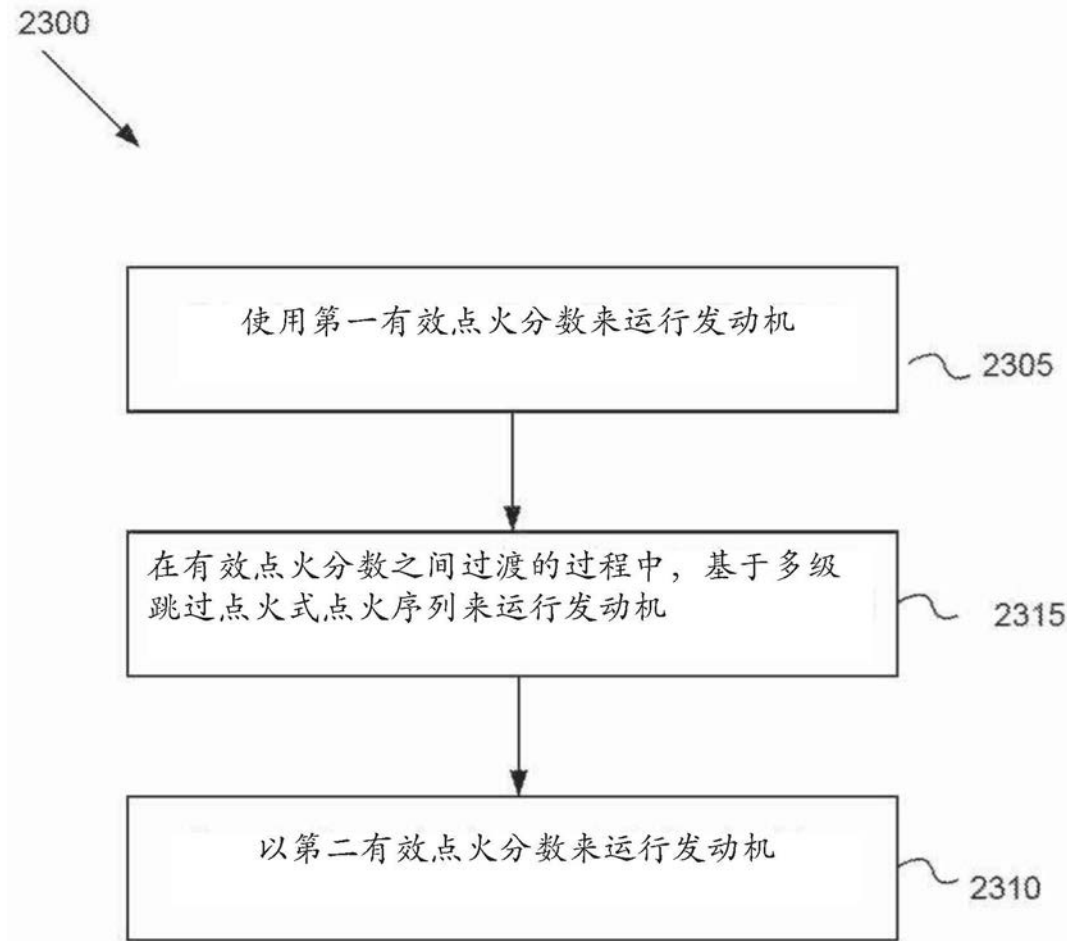 2300
使用第一有效点火分数来运行发动机
2305
在有效点火分数之间过渡的过程中，基于多级
跳过点火式点火序列来运行发动机
2315
以第二有效点火分数来运行发动机
2310